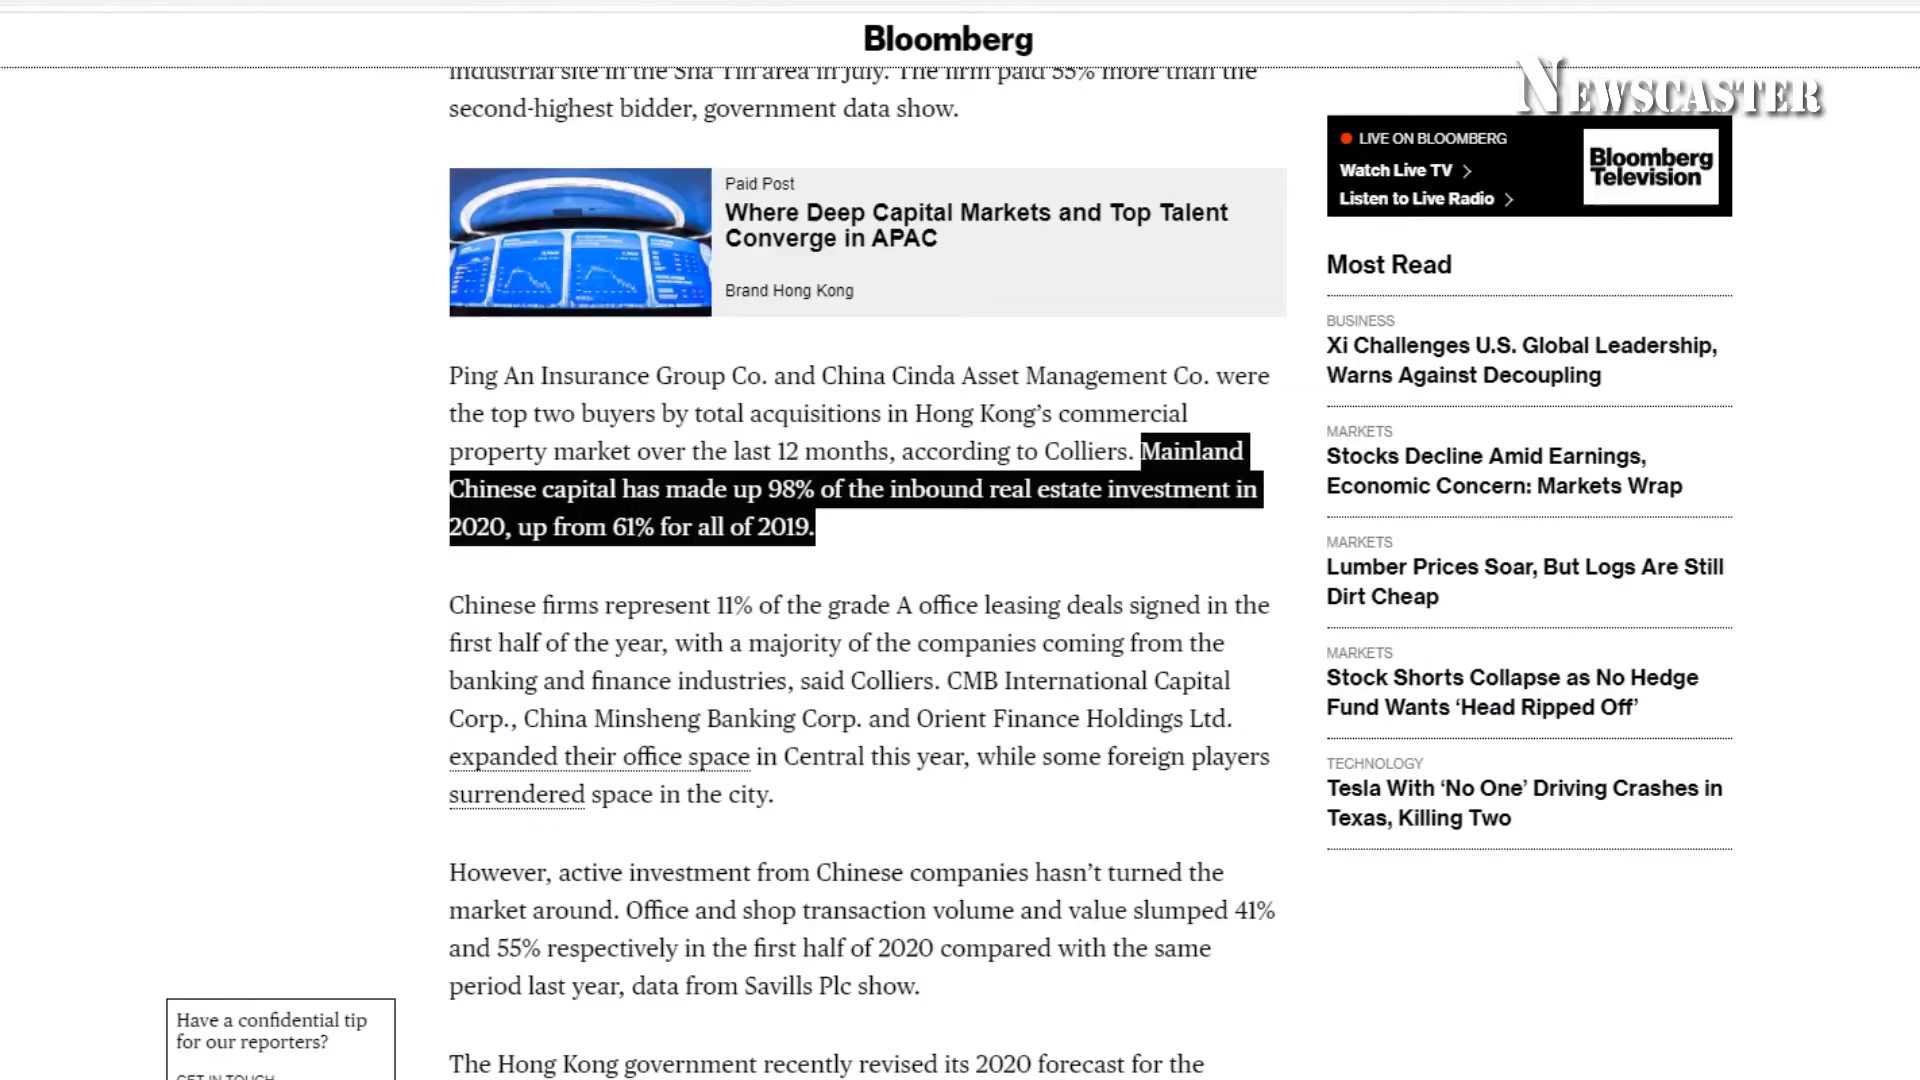 Bloomberg
NEWSCASTER
industrial site in the Sha Tin area in July. The firm paid 55% more than the
second-highest bidder, government data show.
Paid Post
Where Deep Capital Markets and Top Talent
Converge in APAC
Brand Hong Kong
Ping An Insurance Group Co. and China Cinda Asset Management Co. were
the top two buyers by total acquisitions in Hong Kong’s commercial
property market over the last 12 months, according to Colliers. Mainland
Chinese capital has made up 98% of the inbound real estate investment in
2020, up from 61% for all of 2019.
Chinese firms represent 11% of the grade A office leasing deals signed in the
first half of the year, with a majority of the companies coming from the
banking and finance industries, said Colliers. CMB International Capital
Corp., China Minsheng Banking Corp. and Orient Finance Holdings Ltd.
expanded their office space in Central this year, while some foreign players
surrendered space in the city.
However, active investment from Chinese companies hasn’t turned the
market around. Office and shop transaction volume and value slumped 41%
and 55% respectively in the first half of 2020 compared with the same
period last year, data from Savills Plc show.
The Hong Kong government recently revised its 2020 forecast for the
Have a confidential tip
for our reporters?
GET IN TOUCH
LIVE ON BLOOMBERG
Watch Live TV
Listen to Live Radio
Bloomberg
Television
Most Read
BUSINESS
Xi Challenges U.S. Global Leadership,
Warns Against Decoupling
MARKETS
Stocks Decline Amid Earnings,
Economic Concern: Markets Wrap
MARKETS
Lumber Prices Soar, But Logs Are Still
Dirt Cheap
MARKETS
Stock Shorts Collapse as No Hedge
Fund Wants ‘Head Ripped Off’
TECHNOLOGY
Tesla With ‘No One’ Driving Crashes in
Texas, Killing Two